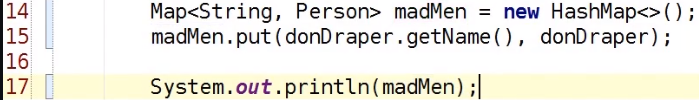 14 Map<String, Person> madMen = new HashMap<>();
15 madMen.put(donDraper.getName(), donDraper);
16
17 System.out.println(madMen);